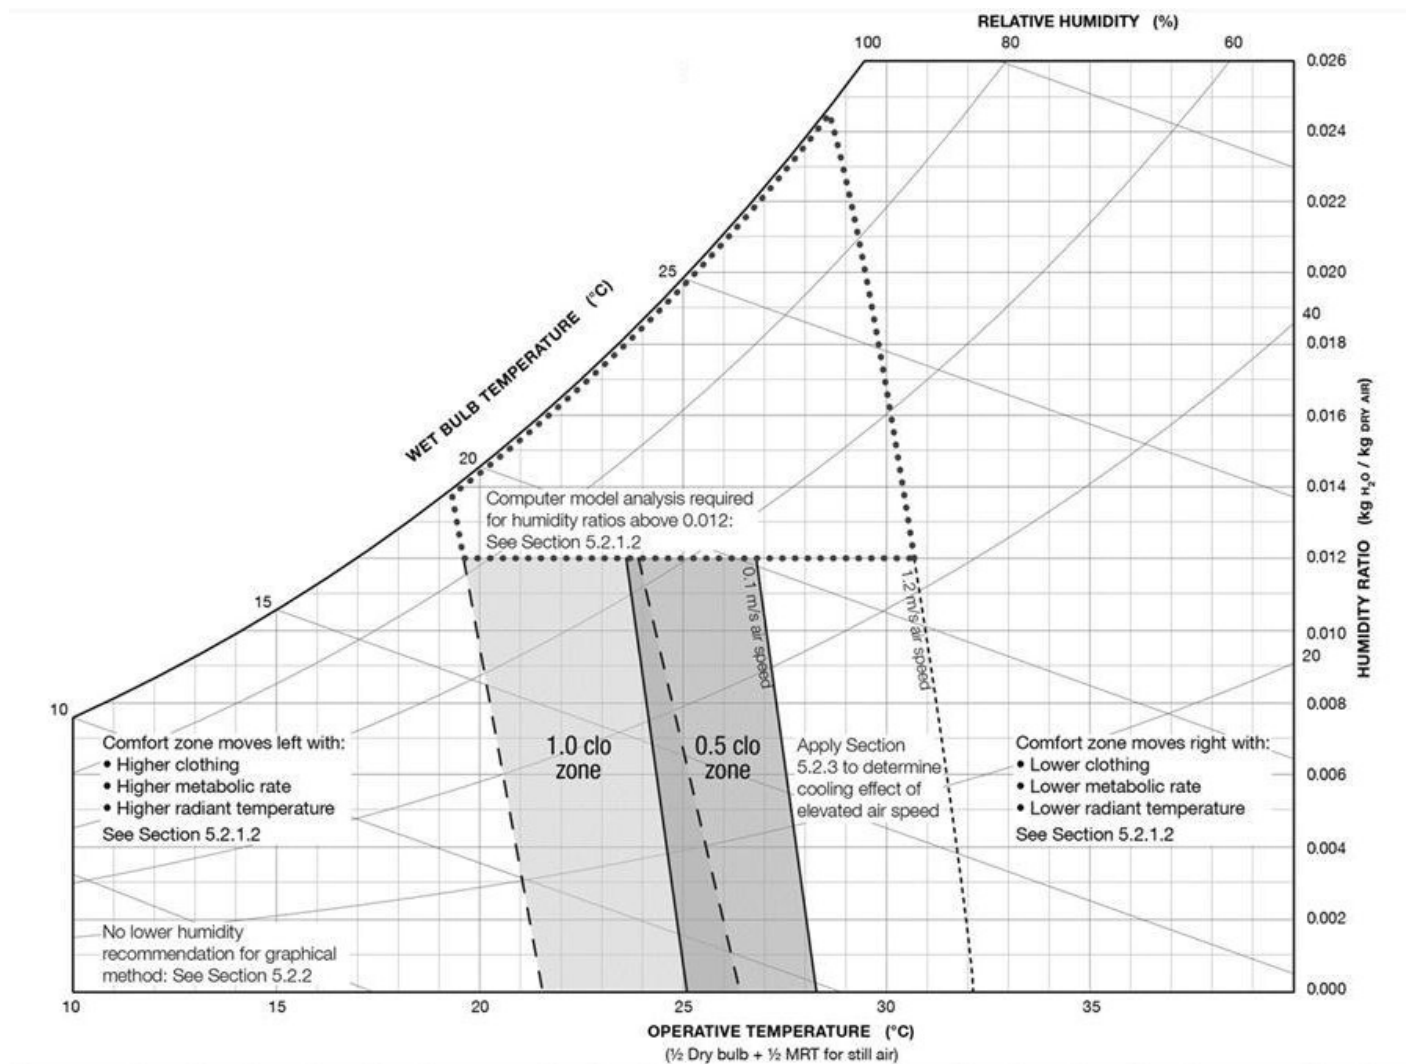 RELATIVE HUMIDITY (%)
100
80
60
0.026
0.024
0.022
0.020
40
0.018
0.016
0.014
0.012
0.010
20
0.008
0.006
0.004
0.002
0.000
HUMIDITY RATIO (kg H₂O / kg DRY AIR)
WET BULB TEMPERATURE (°C)
25
20
15
10
Computer model analysis required
for humidity ratios above 0.012:
See Section 5.2.1.2
0.1 m/s air speed
1.2 m/s air speed
Comfort zone moves left with:
• Higher clothing
• Higher metabolic rate
• Higher radiant temperature
See Section 5.2.1.2
1.0 clo
zone
0.5 clo
zone
Apply Section
5.2.3 to determine
cooling effect of
elevated air speed
Comfort zone moves right with:
• Lower clothing
• Lower metabolic rate
• Lower radiant temperature
See Section 5.2.1.2
No lower humidity
recommendation for graphical
method: See Section 5.2.2
10
15
20
25
30
35
OPERATIVE TEMPERATURE (°C)
(½ Dry bulb + ½ MRT for still air)